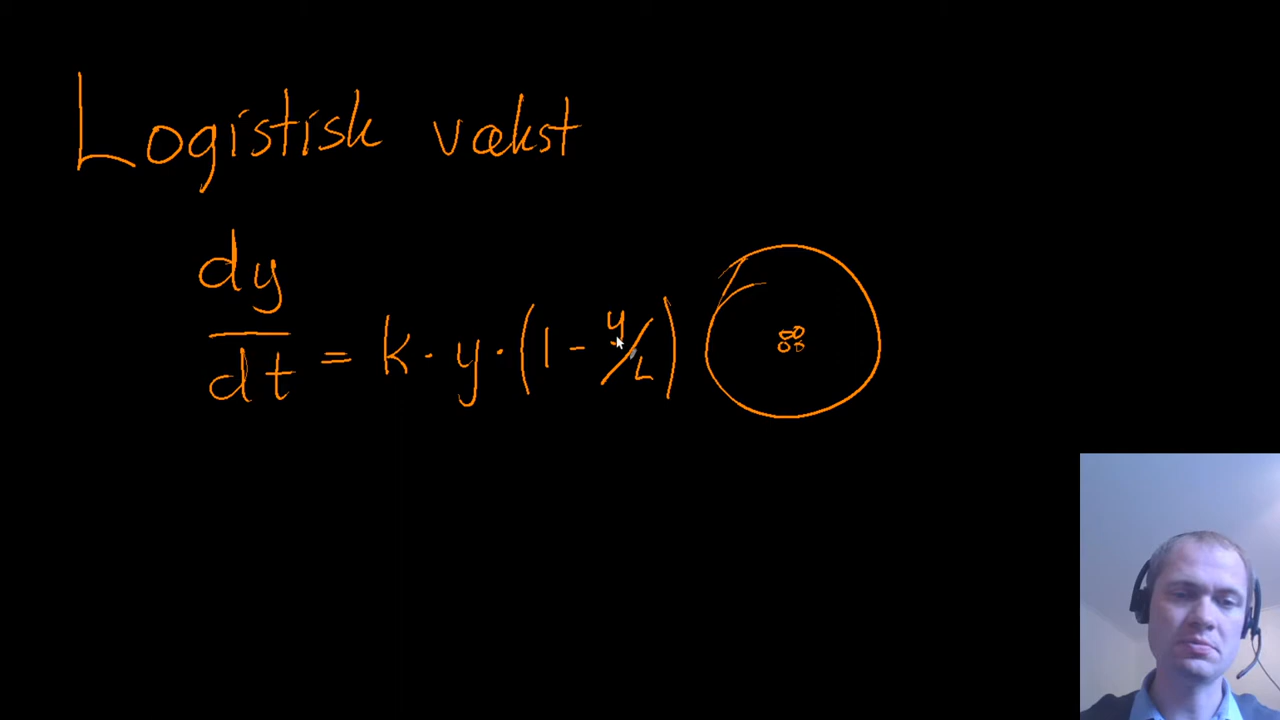 Logistisk vækst
dy/dt = k · y · (1 - y/L)